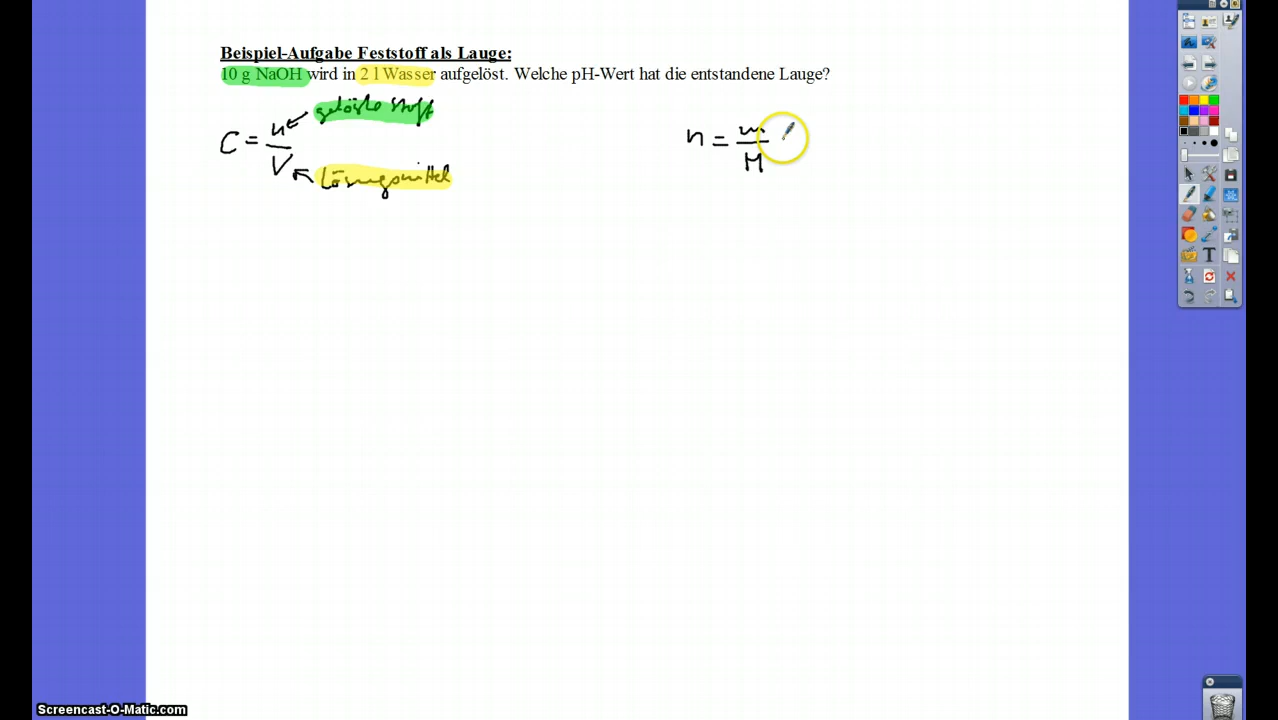 Beispiel-Aufgabe Feststoff als Lauge:
10 g NaOH wird in 2 l Wasser aufgelöst. Welche pH-Wert hat die entstandene Lauge?
C = n/V
gelöste Stoff
Lösungsmittel
n = m/M
T
Screencast-O-Matic.com